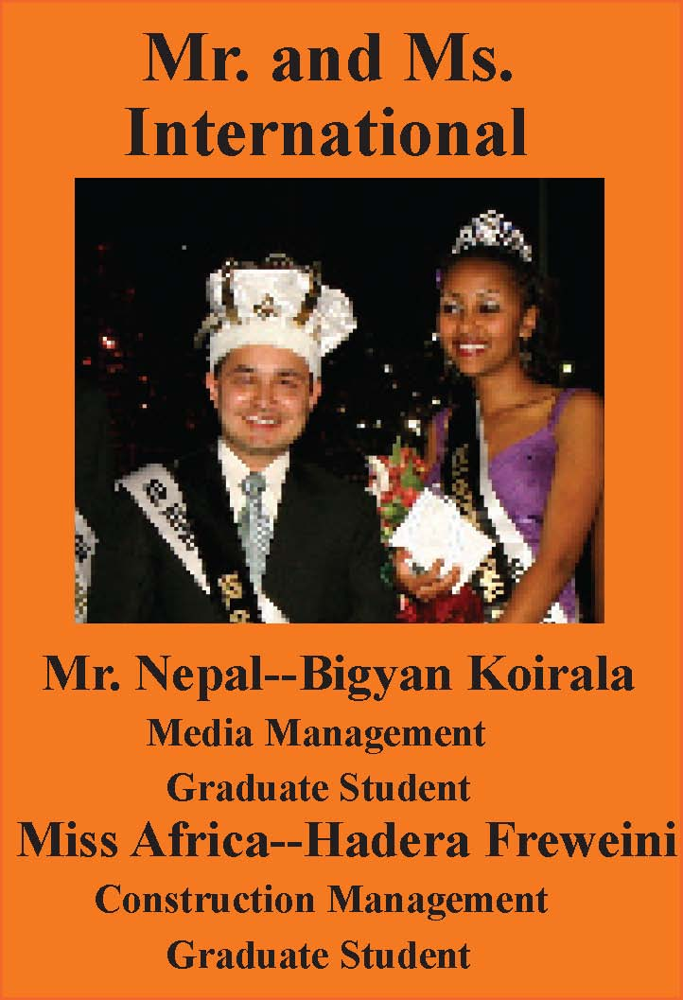 Mr. and Ms.
International
Mr. Nepal--Bigyan Koirala
Media Management
Graduate Student
Miss Africa--Hadera Freweini
Construction Management
Graduate Student